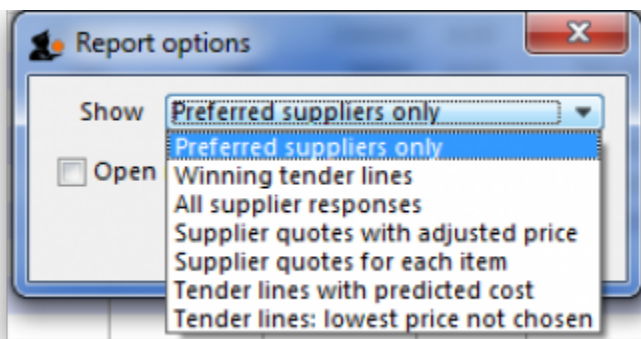 Report options
Show Preferred suppliers only
Preferred suppliers only
Open Winning tender lines
All supplier responses
Supplier quotes with adjusted price
Supplier quotes for each item
Tender lines with predicted cost
Tender lines: lowest price not chosen